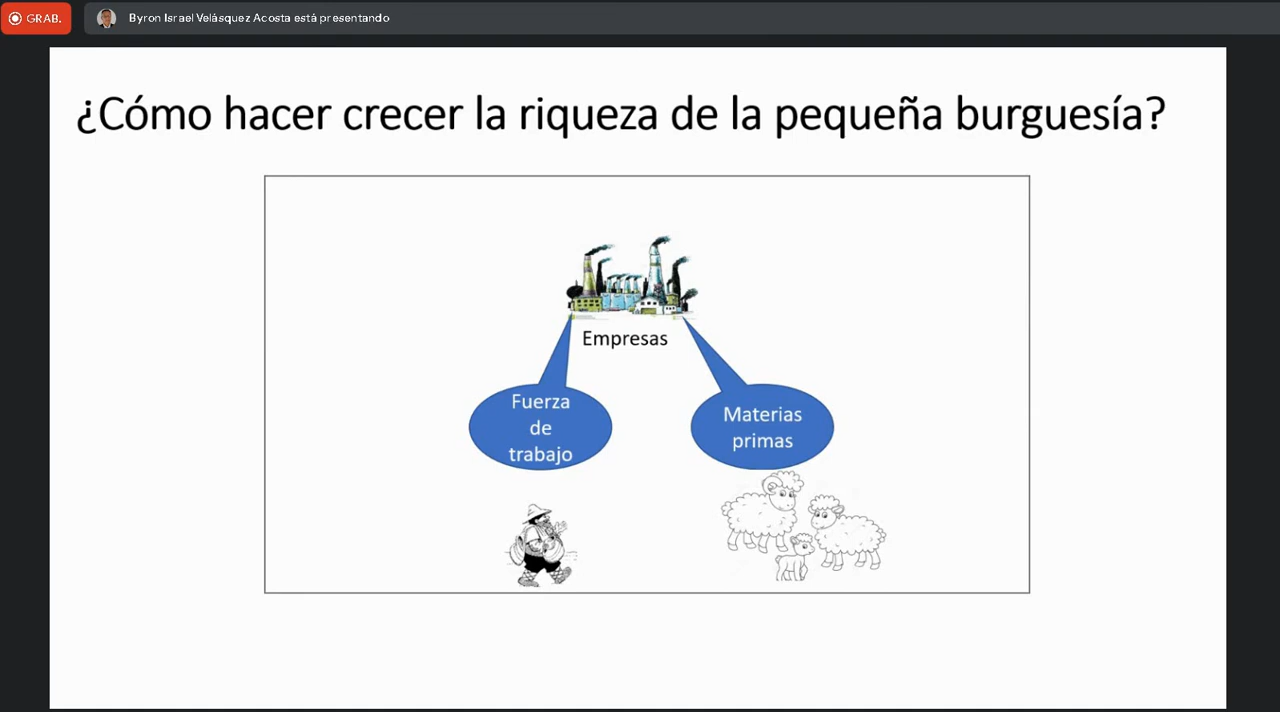 GRAB.
Byron Israel Velásquez Acosta está presentando
¿Cómo hacer crecer la riqueza de la pequeña burguesía?
Empresas
Fuerza
de
trabajo
Materias
primas